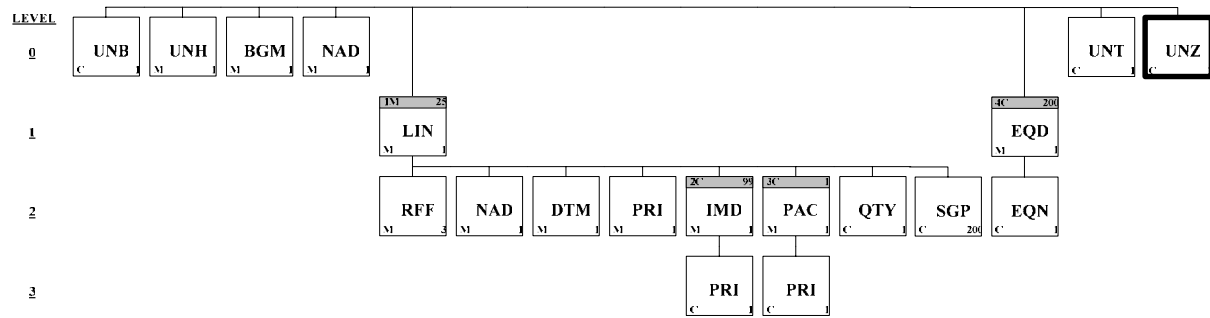 LEVEL
0
UNB UNH BGM NAD UNT UNZ
C 1 M 1 M 1 M 1 C 1 C
1M 25 4C 200
1
LIN EQD
M 1 M 1
2C 99 3C 1
2
RFF NAD DTM PRI IMD PAC QTY SGP EQN
M 3 M 1 M 1 M 1 M 1 M 1 C 1 C 200 C 1
3
PRI PRI
C 1 C 1